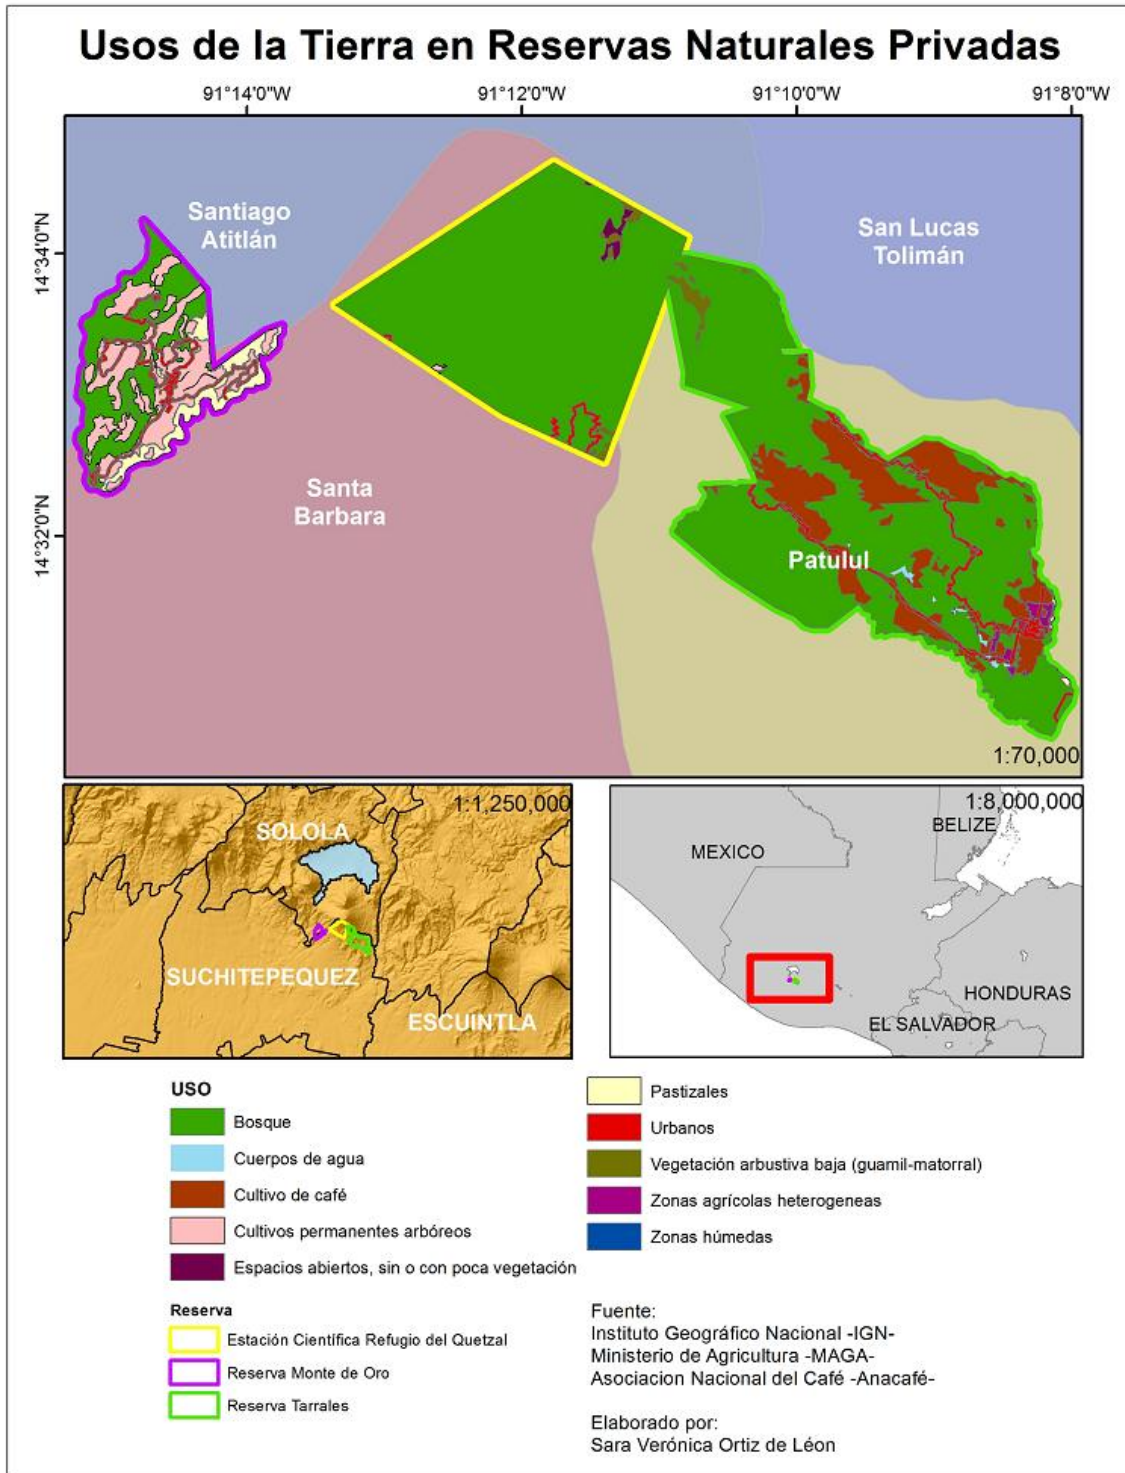 Usos de la Tierra en Reservas Naturales Privadas
91°14'0"W
91°12'0"W
91°10'0"W
91°8'0"W
14°34'0"N
14°32'0"N
Santiago
Atitlán
San Lucas
Tolimán
Santa
Barbara
Patulul
1:70,000
1:1,250,000
SOLOLA
SUCHITEPEQUEZ
ESCUINTLA
1:8,000,000
BELIZE
MEXICO
HONDURAS
EL SALVADOR
USO
Bosque
Cuerpos de agua
Cultivo de café
Cultivos permanentes arbóreos
Espacios abiertos, sin o con poca vegetación
Pastizales
Urbanos
Vegetación arbustiva baja (guamil-matorral)
Zonas agrícolas heterogeneas
Zonas húmedas
Reserva
Estación Científica Refugio del Quetzal
Reserva Monte de Oro
Reserva Tarrales
Fuente:
Instituto Geográfico Nacional -IGN-
Ministerio de Agricultura -MAGA-
Asociacion Nacional del Café -Anacafé-
Elaborado por:
Sara Verónica Ortiz de Léon